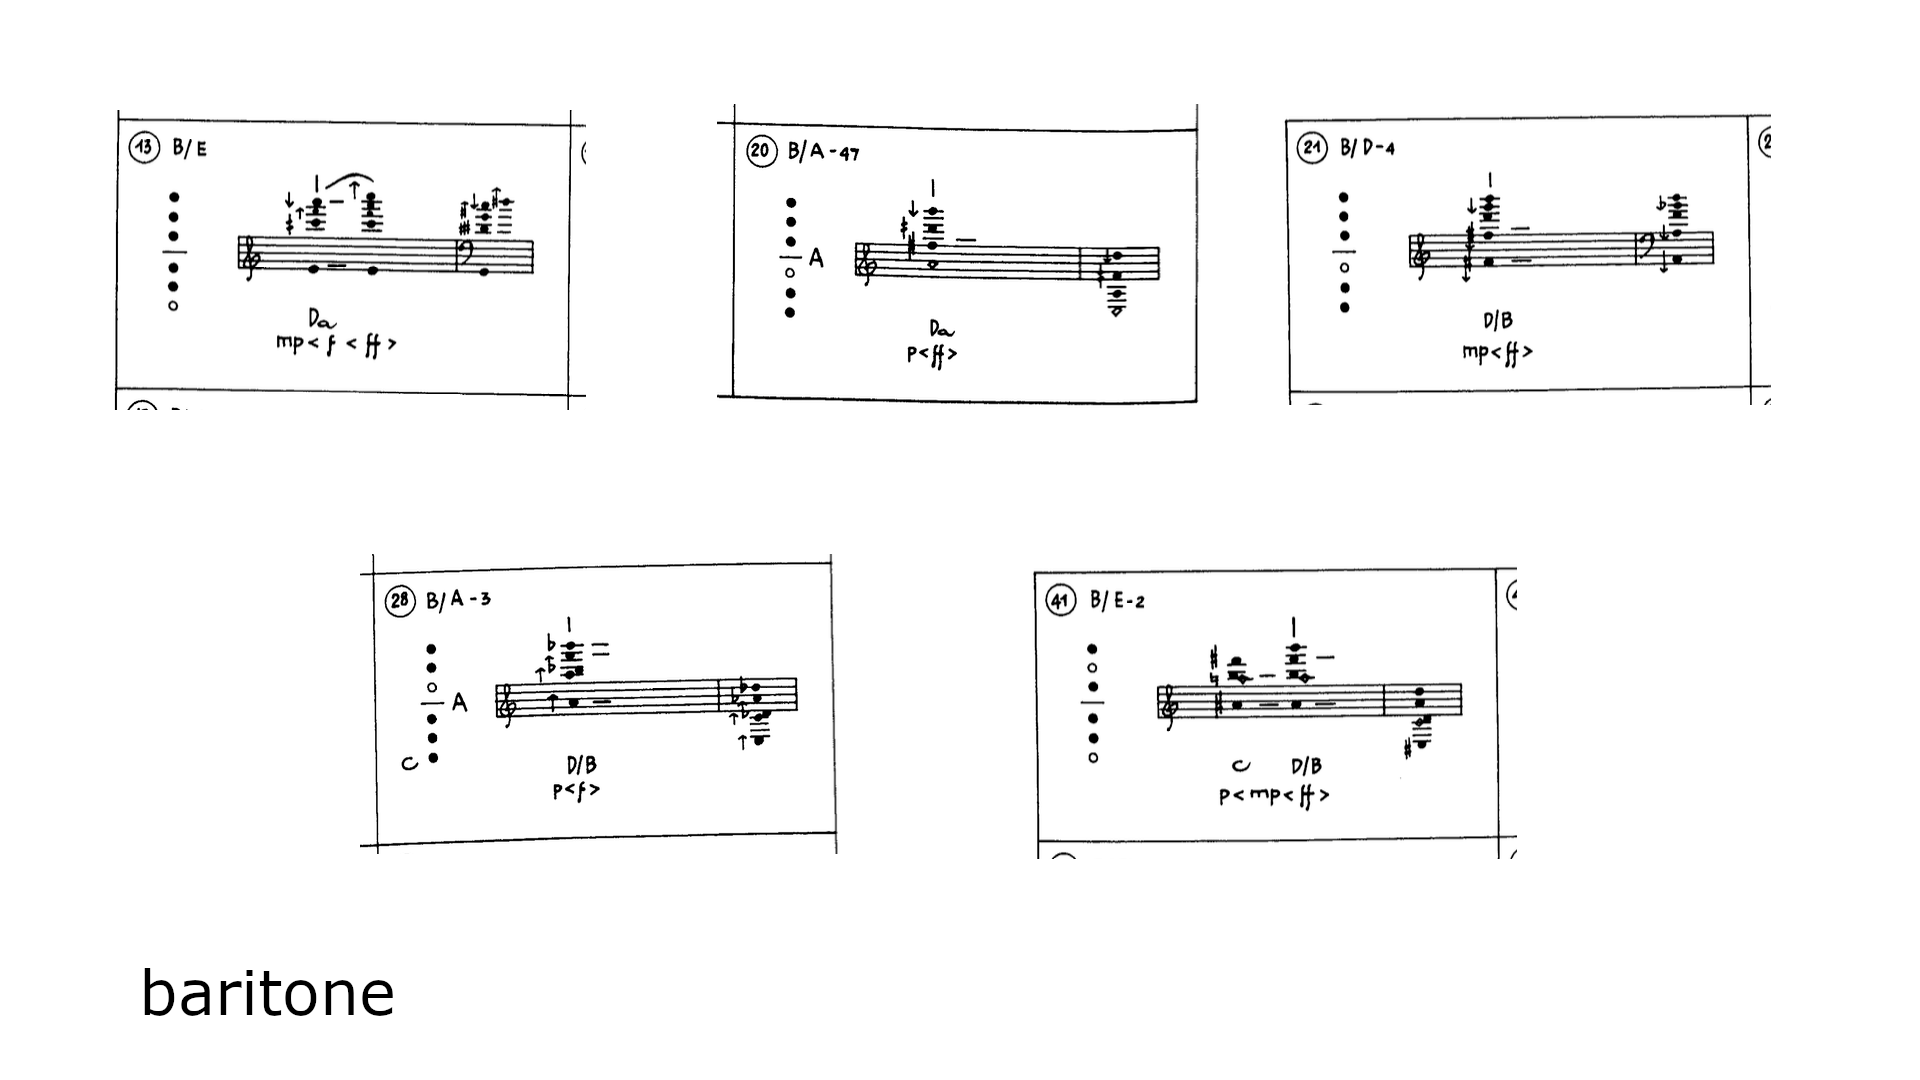 13 B/E
Da
mp < f < ff >
20 B/A-47
A
Da
p < ff >
21 B/D-4
D/B
mp < ff >
28 B/A-3
A
C
D/B
p < f >
41 B/E-2
C D/B
p < mp < ff >
baritone